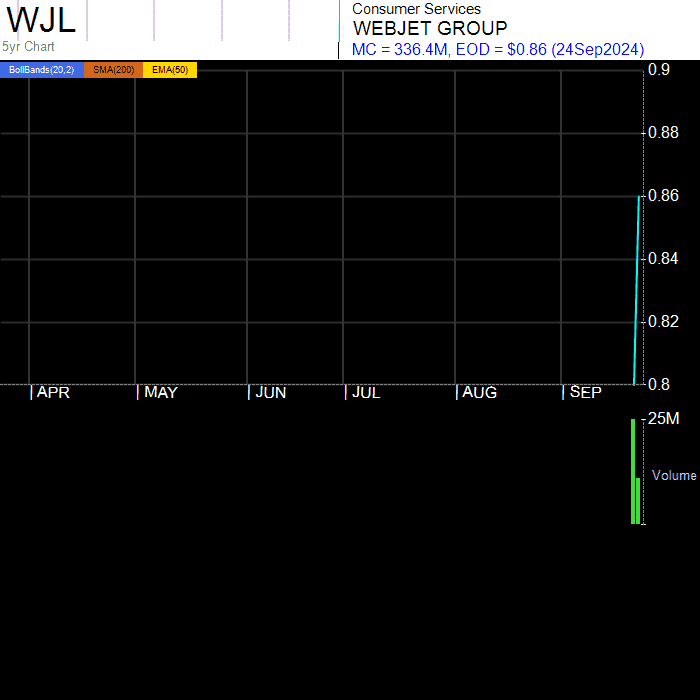 WJL
5yr Chart
Consumer Services
WEBJET GROUP
MC = 336.4M, EOD = $0.86 (24Sep2024)
BollBands(20,2) SMA(200) EMA(50)
0.9
0.88
0.86
0.84
0.82
0.8
APR MAY JUN JUL AUG SEP
25M
Volume